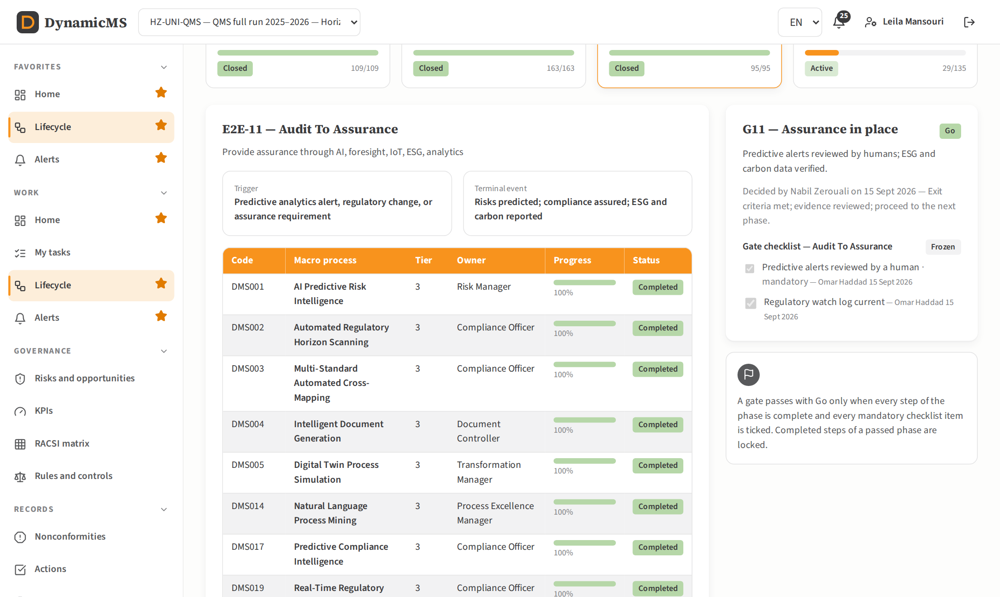 DynamicMS
HZ-UNI-QMS — QMS full run 2025–2026 — Horiz
EN
25
Leila Mansouri
FAVORITES
Home
Lifecycle
Alerts
WORK
Home
My tasks
Lifecycle
Alerts
GOVERNANCE
Risks and opportunities
KPIs
RACSI matrix
Rules and controls
RECORDS
Nonconformities
Actions
Closed 109/109
Closed 163/163
Closed 95/95
Active 29/135
E2E-11 — Audit To Assurance
Provide assurance through AI, foresight, IoT, ESG, analytics
Trigger
Predictive analytics alert, regulatory change, or
assurance requirement
Terminal event
Risks predicted; compliance assured; ESG and
carbon reported
Code Macro process Tier Owner Progress Status
DMS001 AI Predictive Risk 3 Risk Manager Completed
Intelligence 100%
DMS002 Automated Regulatory 3 Compliance Officer Completed
Horizon Scanning 100%
DMS003 Multi-Standard 3 Compliance Officer Completed
Automated Cross- 100%
Mapping
DMS004 Intelligent Document 3 Document Completed
Generation Controller 100%
DMS005 Digital Twin Process 3 Transformation Completed
Simulation Manager 100%
DMS014 Natural Language 3 Process Excellence Completed
Process Mining Manager 100%
DMS017 Predictive Compliance 3 Compliance Officer Completed
Intelligence 100%
DMS019 Real-Time Regulatory 3 Compliance Officer Completed
100%
G11 — Assurance in place Go
Predictive alerts reviewed by humans; ESG and
carbon data verified.
Decided by Nabil Zerouali on 15 Sept 2026 — Exit
criteria met; evidence reviewed; proceed to the next
phase.
Gate checklist — Audit To Assurance Frozen
Predictive alerts reviewed by a human ·
mandatory — Omar Haddad 15 Sept 2026
Regulatory watch log current — Omar Haddad 15
Sept 2026
A gate passes with Go only when every step of the
phase is complete and every mandatory checklist item
is ticked. Completed steps of a passed phase are
locked.